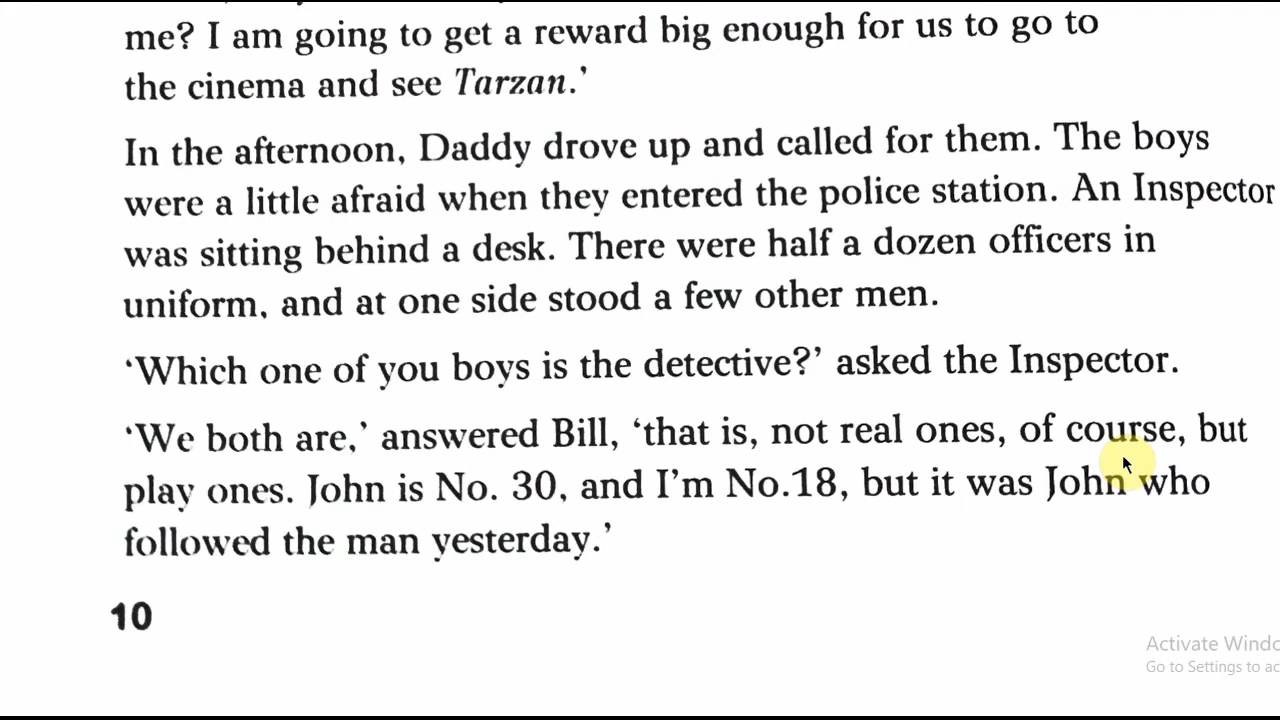 me? I am going to get a reward big enough for us to go to
the cinema and see Tarzan.’
In the afternoon, Daddy drove up and called for them. The boys
were a little afraid when they entered the police station. An Inspector
was sitting behind a desk. There were half a dozen officers in
uniform, and at one side stood a few other men.
‘Which one of you boys is the detective?’ asked the Inspector.
‘We both are,’ answered Bill, ‘that is, not real ones, of course, but
play ones. John is No. 30, and I’m No.18, but it was John who
followed the man yesterday.’
10
Activate
Go to Settings to